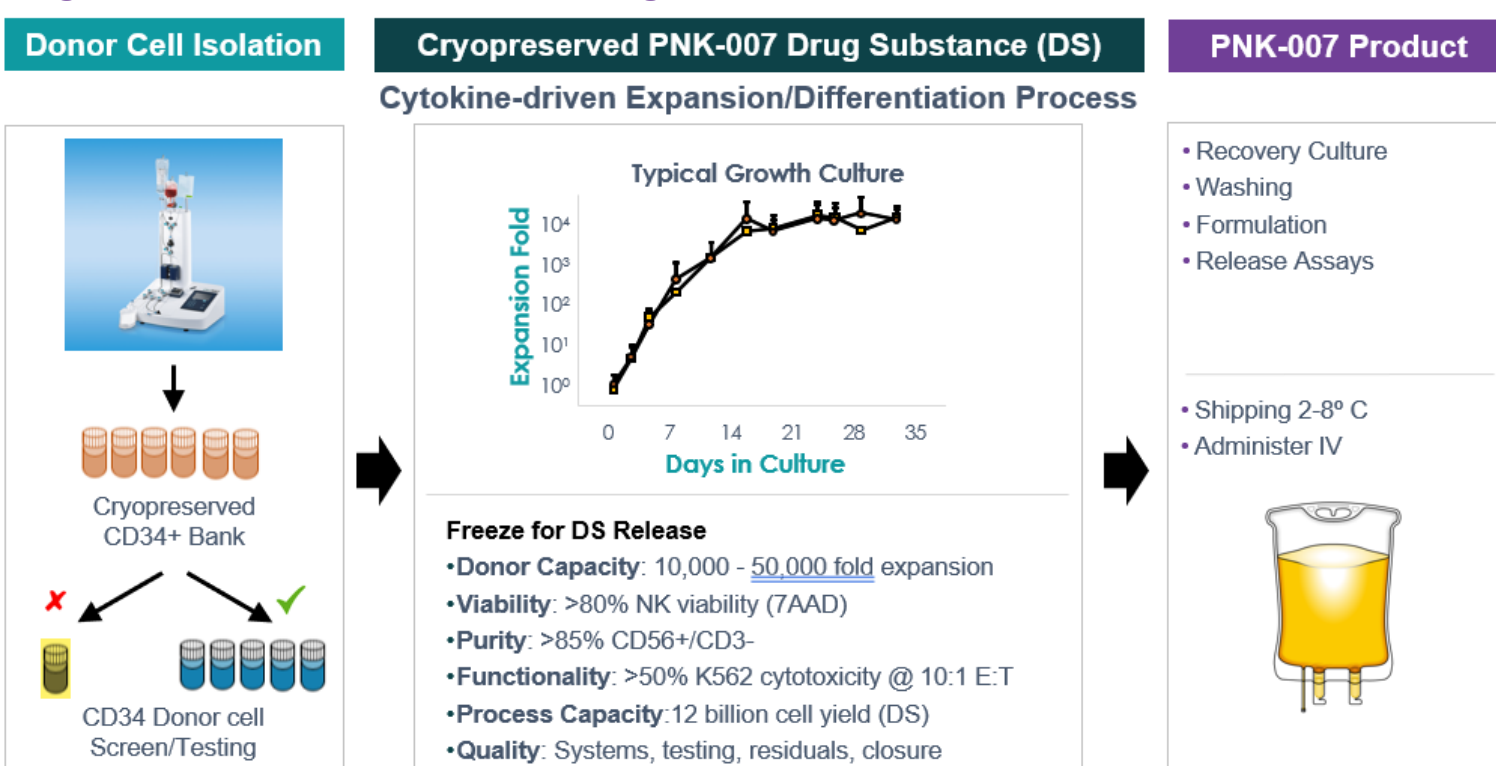 Donor Cell Isolation
Cryopreserved PNK-007 Drug Substance (DS)
PNK-007 Product
Cytokine-driven Expansion/Differentiation Process
Cryopreserved
CD34+ Bank
✗
✓
CD34 Donor cell
Screen/Testing
Typical Growth Culture
Expansion Fold
10⁴
10³
10²
10¹
10⁰
0 7 14 21 28 35
Days in Culture
Freeze for DS Release
•Donor Capacity: 10,000 - 50,000 fold expansion
•Viability: >80% NK viability (7AAD)
•Purity: >85% CD56+/CD3-
•Functionality: >50% K562 cytotoxicity @ 10:1 E:T
•Process Capacity:12 billion cell yield (DS)
•Quality: Systems, testing, residuals, closure
• Recovery Culture
• Washing
• Formulation
• Release Assays
• Shipping 2-8º C
• Administer IV